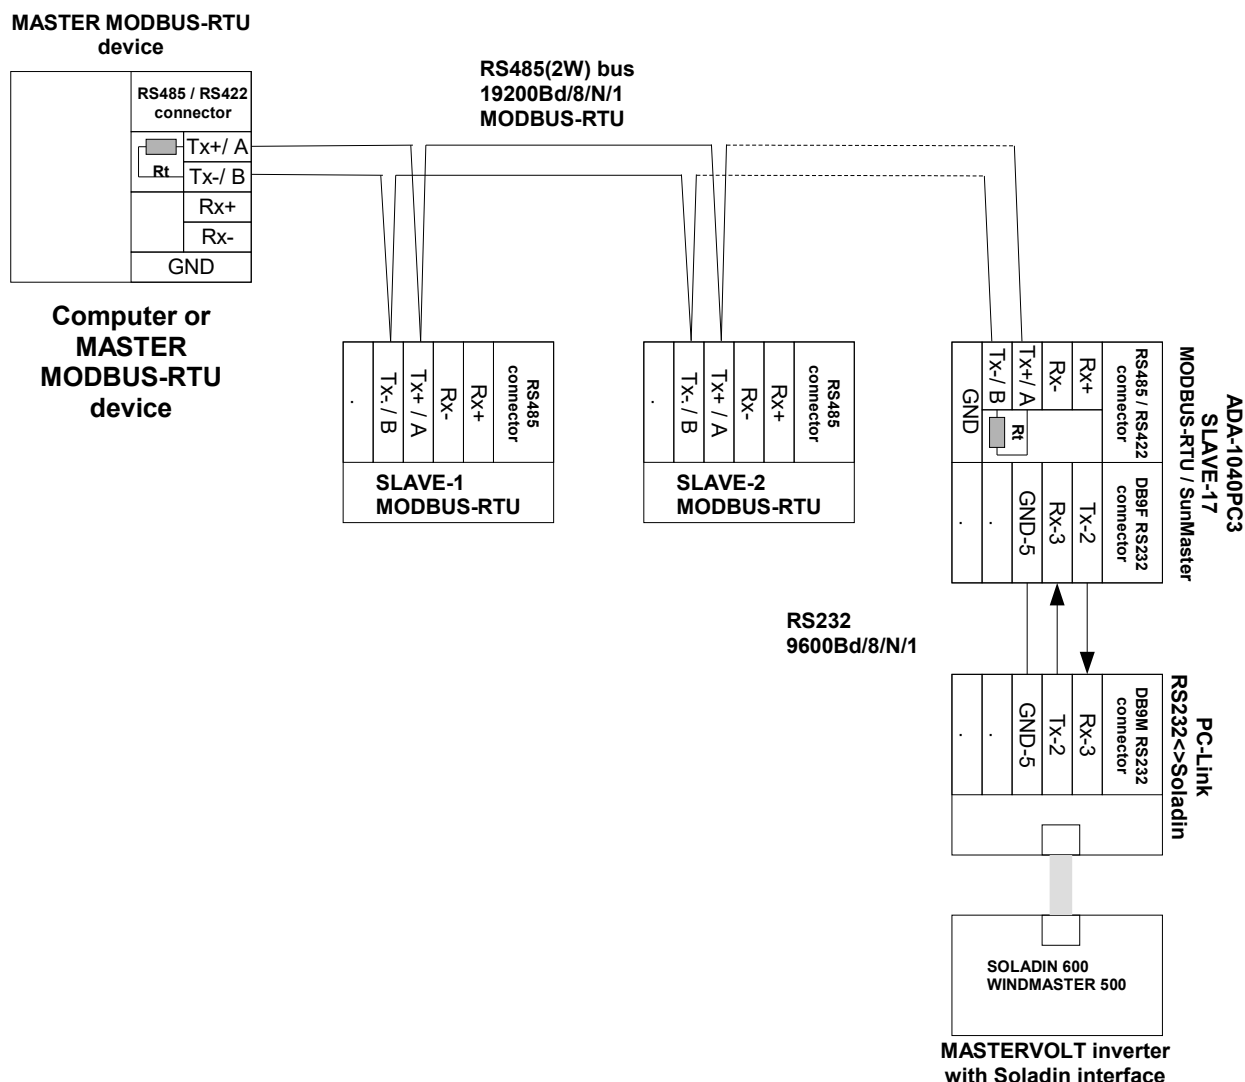 MASTER MODBUS-RTU
device
RS485 / RS422
connector
Tx+/ A
Rt
Tx-/ B
Rx+
Rx-
GND
Computer or
MASTER
MODBUS-RTU
device
RS485(2W) bus
19200Bd/8/N/1
MODBUS-RTU
.
Tx- / B
Tx+ / A
Rx-
Rx+
RS485
connector
SLAVE-1
MODBUS-RTU
.
Tx- / B
Tx+ / A
Rx-
Rx+
RS485
connector
SLAVE-2
MODBUS-RTU
GND
Tx-/ B
Tx+/ A
Rx-
Rx+
RS485 / RS422
connector
Rt
.
.
GND-5
Rx-3
Tx-2
DB9F RS232
connector
ADA-1040PC3
SLAVE-17
MODBUS-RTU / SunMaster
RS232
9600Bd/8/N/1
.
.
GND-5
Tx-2
Rx-3
DB9M RS232
connector
PC-Link
RS232<>Soladin
SOLADIN 600
WINDMASTER 500
MASTERVOLT inverter
with Soladin interface